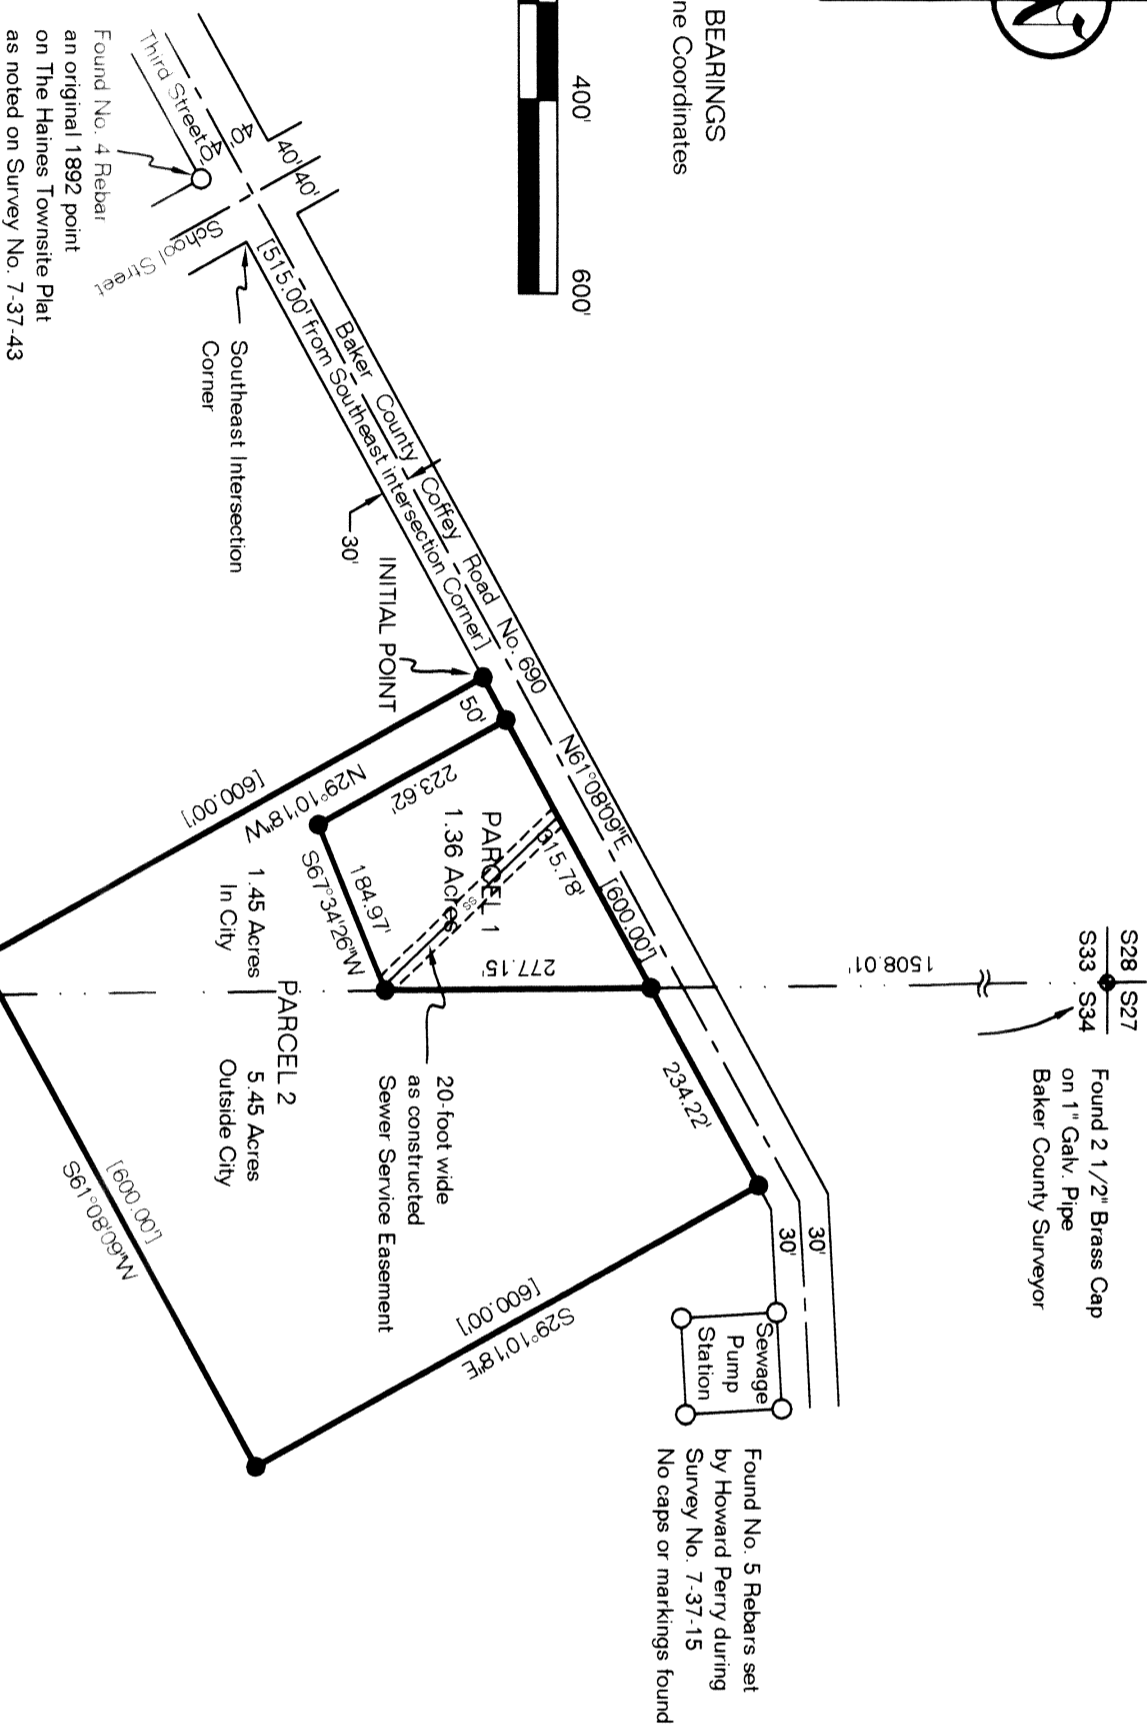 BEARINGS
ne Coordinates
400'
600'
S28
S27
S33
S34
Found 2 1/2" Brass Cap
on 1" Galv. Pipe
Baker County Surveyor
1508.01'
Third Street
40'
40'
40'
40'
School Street
Found No. 4 Rebar
an original 1892 point
on The Haines Townsite Plat
as noted on Survey No. 7-37-43
Southeast Intersection
Corner
[515.00' from Southeast intersection Corner]
Baker County Coffey Road No. 690
30'
INITIAL POINT
50'
N61°08'09"E
[600.00']
315.78'
234.22'
30'
30'
Sewage
Pump
Station
Found No. 5 Rebars set
by Howard Perry during
Survey No. 7-37-15
No caps or markings found
PARCEL 1
1.36 Acres
SS
223.62'
N29°10'18"W
[600.00']
184.97'
S67°34'26"W
277.15'
20-foot wide
as constructed
Sewer Service Easement
PARCEL 2
1.45 Acres
In City
5.45 Acres
Outside City
[600.00']
S29°10'18"E
[600.00']
S61°08'09"W